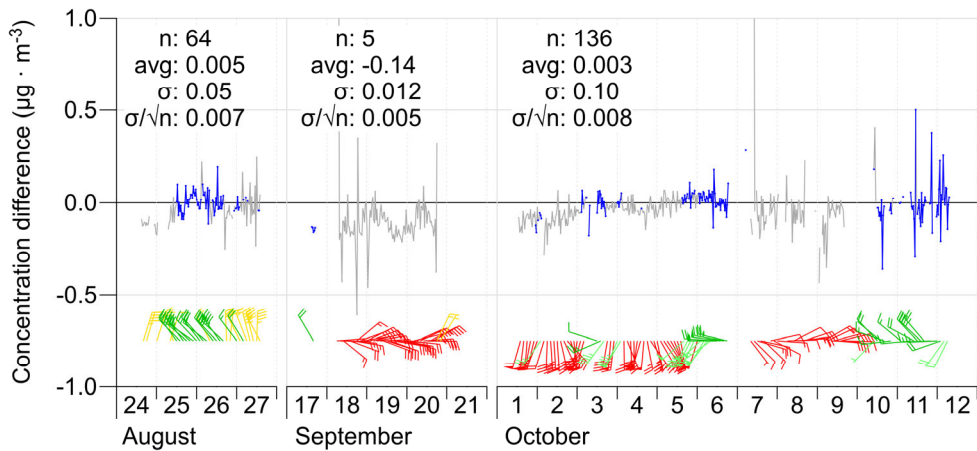 Concentration difference (µg · m-3)
1.0
0.5
0.0
-0.5
-1.0
n: 64
avg: 0.005
σ: 0.05
σ/√n: 0.007
n: 5
avg: -0.14
σ: 0.012
σ/√n: 0.005
n: 136
avg: 0.003
σ: 0.10
σ/√n: 0.008
24 25 26 27 17 18 19 20 21 1 2 3 4 5 6 7 8 9 10 11 12
August September October